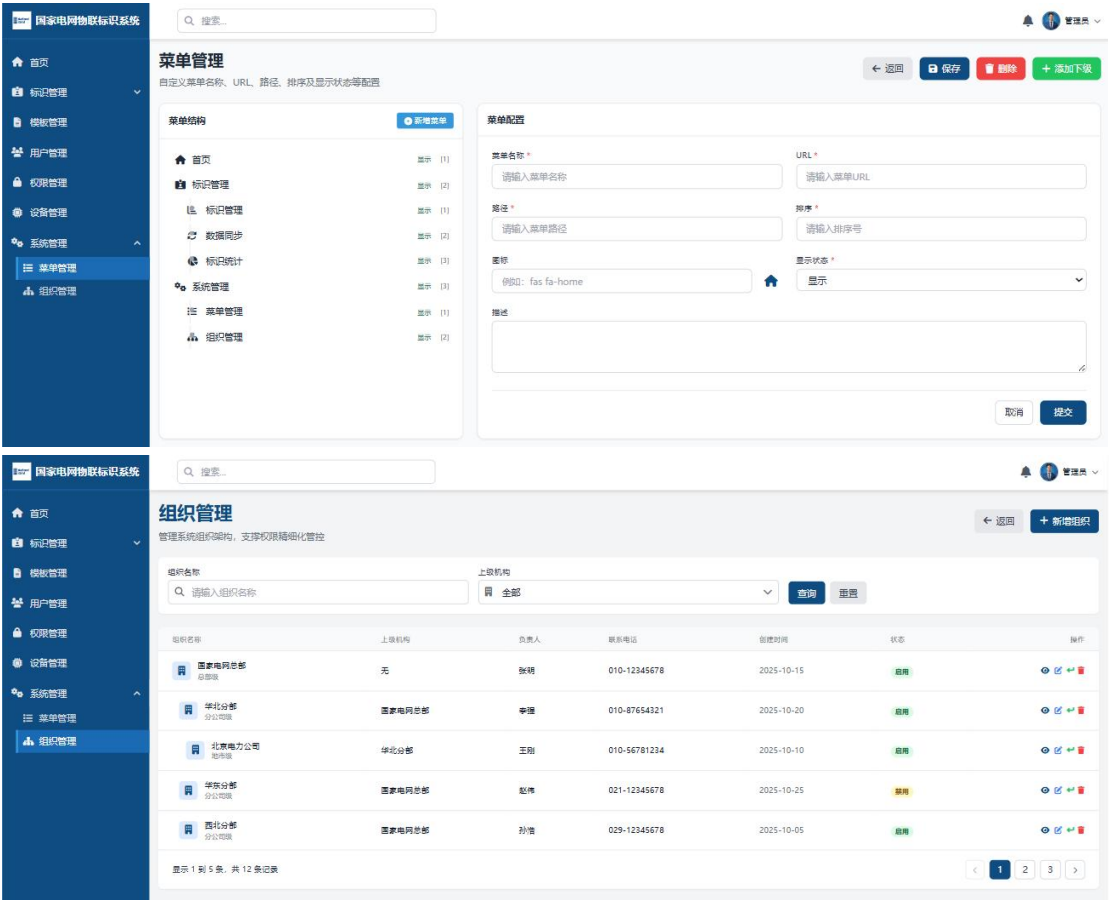 国家电网物联标识系统
搜索...
管理员
首页
标识管理
模板管理
用户管理
权限管理
设备管理
系统管理
菜单管理
组织管理
菜单管理
自定义菜单名称、URL、路径、排序及显示状态等配置
返回
保存
删除
+ 添加下级
菜单结构
新增菜单
首页 显示 [1]
标识管理 显示 [2]
标识管理 显示 [1]
数据同步 显示 [2]
标识统计 显示 [3]
系统管理 显示 [3]
菜单管理 显示 [1]
组织管理 显示 [2]
菜单配置
菜单名称 * URL *
请输入菜单名称 请输入菜单URL
路径 * 排序 *
请输入菜单路径 请输入排序号
图标 显示状态 *
例如：fas fa-home 显示
描述
取消 提交
国家电网物联标识系统
搜索...
管理员
首页
标识管理
模板管理
用户管理
权限管理
设备管理
系统管理
菜单管理
组织管理
组织管理
管理系统组织架构，支撑权限精细化管控
返回
+ 新增组织
组织名称 上级机构
请输入组织名称 全部 查询 重置
组织名称 上级机构 负责人 联系电话 创建时间 状态 操作
国家电网总部 无 张明 010-12345678 2025-10-15 启用
总部级
华北分部 国家电网总部 李强 010-87654321 2025-10-20 启用
分公司级
北京电力公司 华北分部 王刚 010-56781234 2025-10-10 启用
地市级
华东分部 国家电网总部 赵伟 021-12345678 2025-10-25 禁用
分公司级
西北分部 国家电网总部 孙浩 029-12345678 2025-10-05 启用
分公司级
显示 1 到 5 条，共 12 条记录
1 2 3